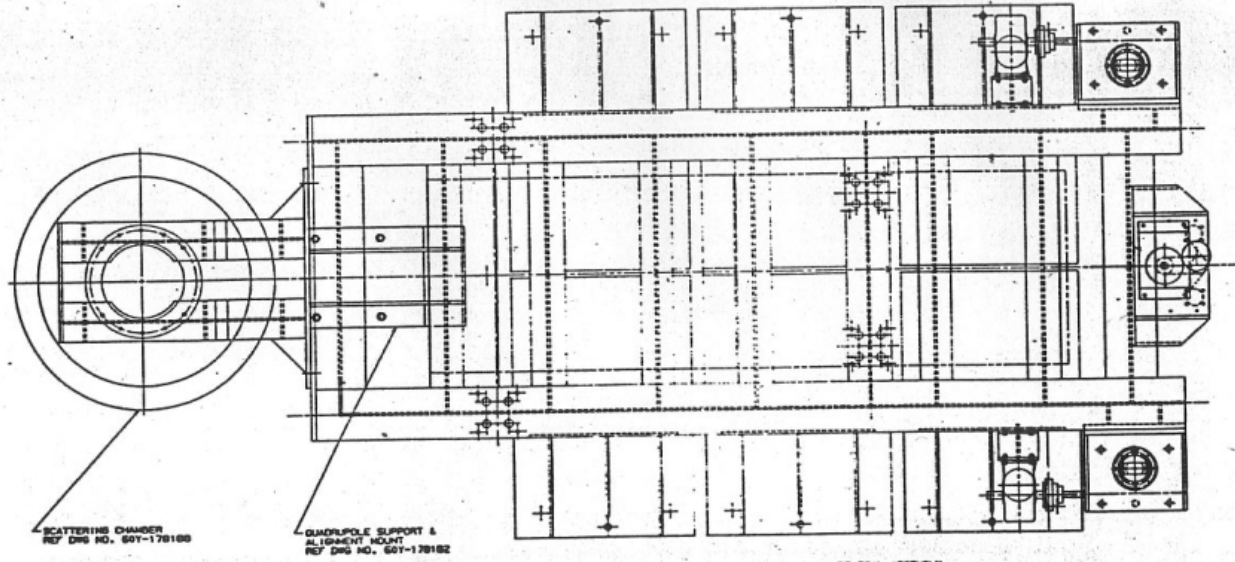 SCATTERING CHAMBER
REF DWG NO. 60Y-178188
QUADRUPOLE SUPPORT &
ALIGNMENT MOUNT
REF DWG NO. 60Y-178182